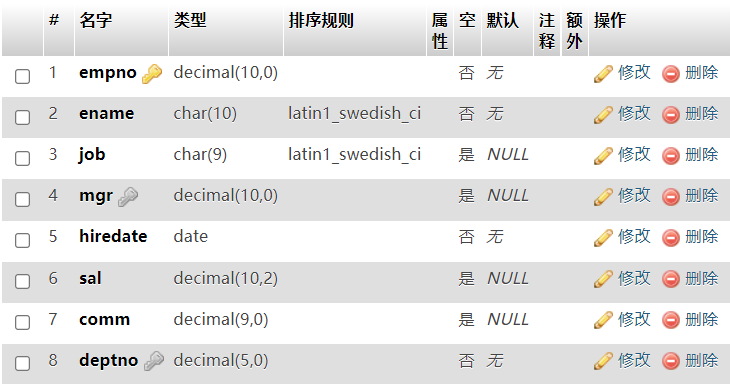 # 名字 类型 排序规则 属性 空 默认 注释 额外 操作
1 empno decimal(10,0) 否 无 修改 删除
2 ename char(10) latin1_swedish_ci 否 无 修改 删除
3 job char(9) latin1_swedish_ci 是 NULL 修改 删除
4 mgr decimal(10,0) 是 NULL 修改 删除
5 hiredate date 否 无 修改 删除
6 sal decimal(10,2) 是 NULL 修改 删除
7 comm decimal(9,0) 是 NULL 修改 删除
8 deptno decimal(5,0) 否 无 修改 删除